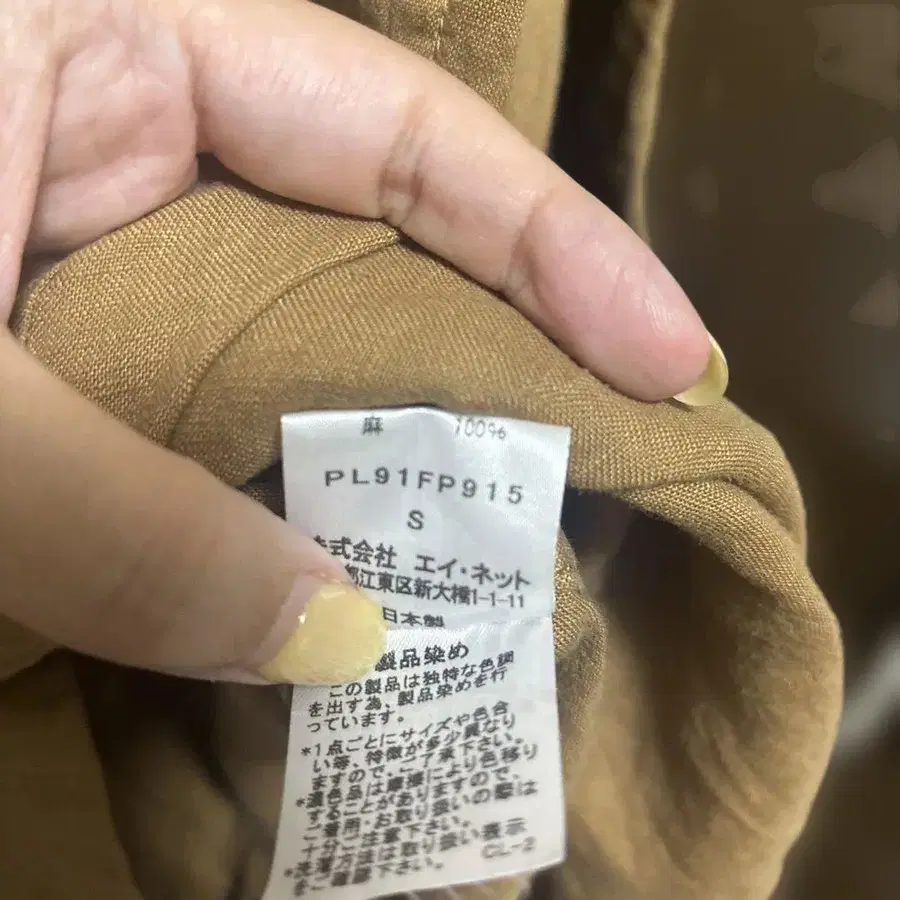 麻 100%
PL91FP915
S
式会社 エイ・ネット
都江東区新大橋1-1-11
日本製
製品染め
この製品は独特な色調
を出す為、製品染めを行
っています。
*1点ごとにサイズや色合
い等、特徴が多少異なり
ますので、ご了承下さい。
*濃色品は摩擦により色移り
することがありますので、
ご着用・お取り扱いの際は
十分ご注意下さい。
*洗濯方法は取り扱い表示
をご確認下さい。 CL-2